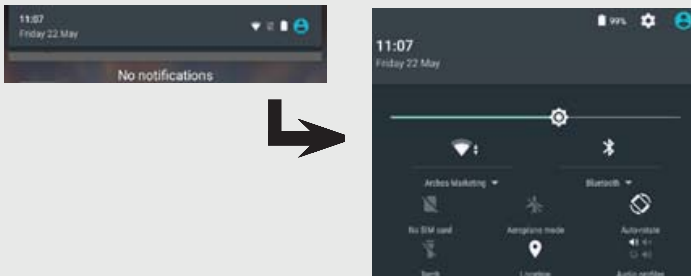 11:07
Friday 22 May
No notifications
99%
11:07
Friday 22 May
Archos Marketing
Bluetooth
No SIM card
Aeroplane mode
Auto-rotate
Torch
Location
Audio profiles